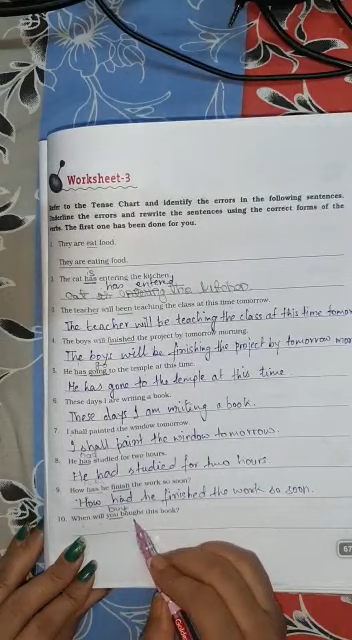 Worksheet-3
Refer to the Tense Chart and identify the errors in the following sentences.
Underline the errors and rewrite the sentences using the correct forms of the
verbs. The first one has been done for you.
They are eat food.
They are eating food.
is
The cat has entering the kitchen.
has entered
3. The teacher will been teaching the class at this time tomorrow.
The teacher will be teaching the class at this time
4. The boys will finished the project by tomorrow morning.
The boys will be finishing the project by tomorrow
5. He has going to the temple at this time.
He has gone to the temple at this time
6. These days I are writing a book.
These days I am writing a book.
7. I shall painted the window tomorrow.
I shall paint the window tomorrow.
had
8. He has studied for two hours.
He had studied for two hours
9. How has he finish the work so soon?
How had he finished the work so soon.
10. When will you bought this book?
67